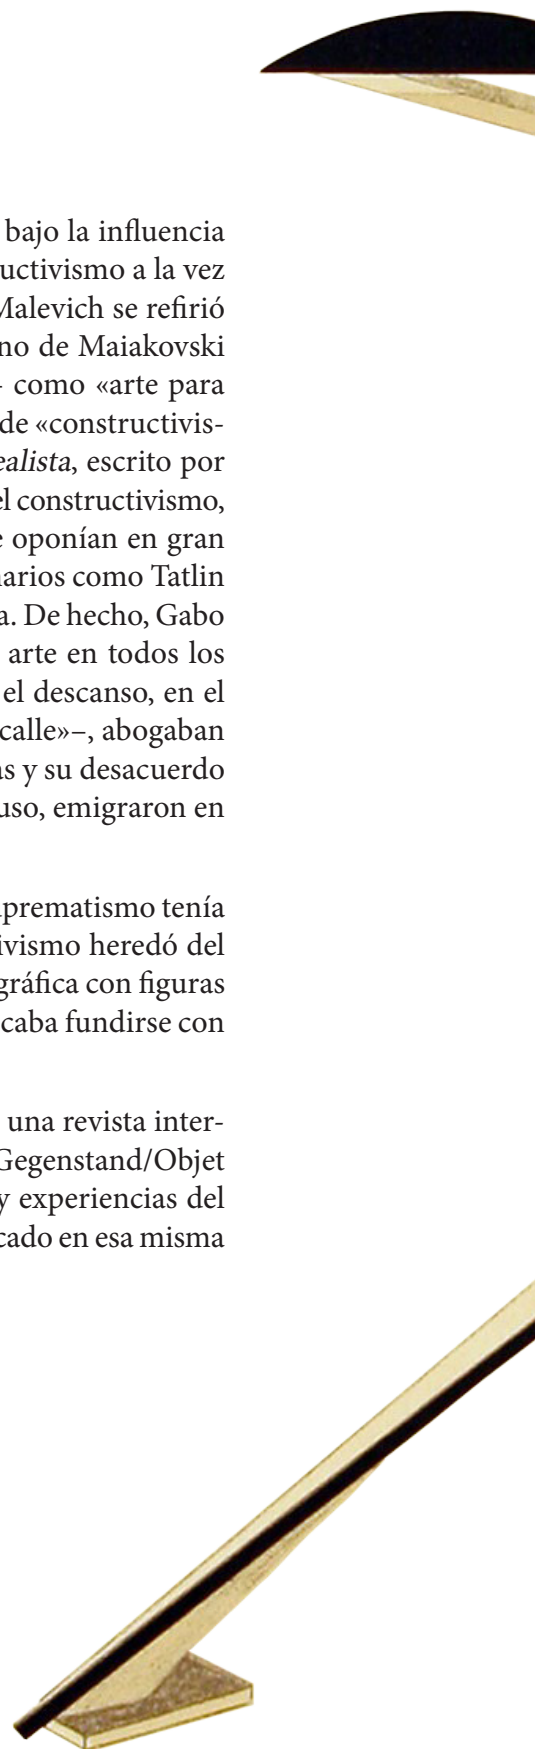 bajo la influencia
uctivismo a la vez
Malevich se refirió
no de Maiakovski
– como «arte para
de «constructivis-
ealista, escrito por
el constructivismo,
e oponían en gran
narios como Tatlin
a. De hecho, Gabo
arte en todos los
el descanso, en el
calle»–, abogaban
as y su desacuerdo
uso, emigraron en
uprematismo tenía
ivismo heredó del
gráfica con figuras
caba fundirse con
una revista inter-
Gegenstand/Objet
y experiencias del
cado en esa misma